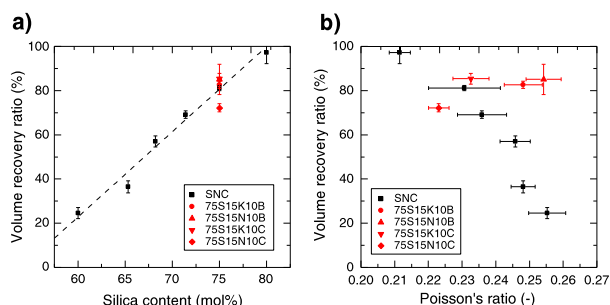 a)
Volume recovery ratio (%)
100
80
60
40
20
0
SNC
75S15K10B
75S15N10B
75S15K10C
75S15N10C
60 65 70 75 80
Silica content (mol%)
b)
Volume recovery ratio (%)
100
80
60
40
20
0
SNC
75S15K10B
75S15N10B
75S15K10C
75S15N10C
0.20 0.21 0.22 0.23 0.24 0.25 0.26 0.27
Poisson's ratio (-)